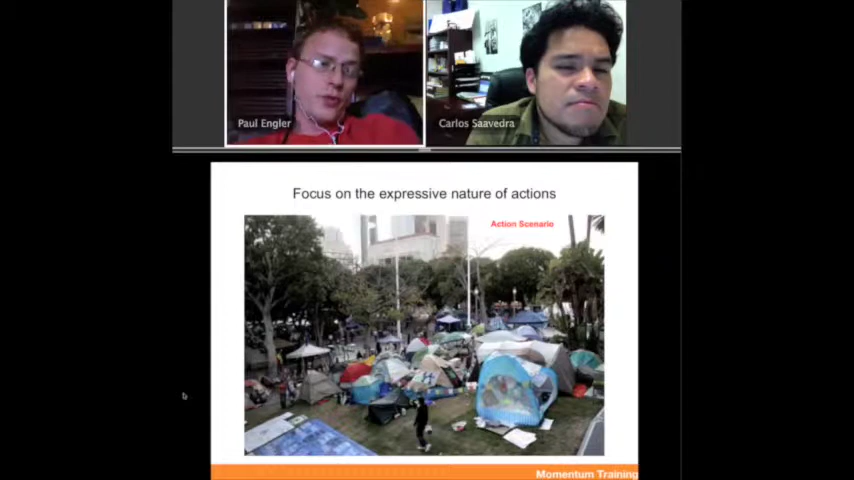 Paul Engler
Carlos Saavedra
Focus on the expressive nature of actions
Action Scenario
Momentum Training